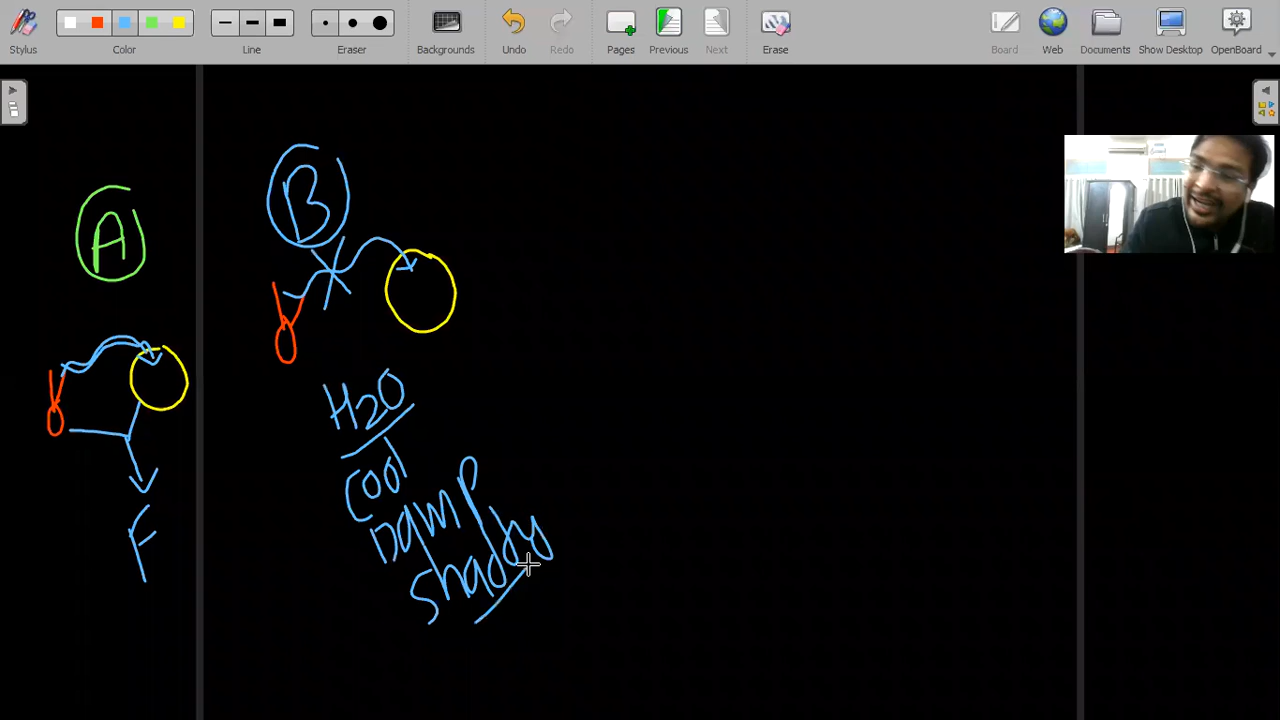 Stylus
Color
Line
Eraser
Backgrounds
Undo
Redo
Pages
Previous
Next
Erase
Board
Web
Documents
Show Desktop
OpenBoard
A
F
B
H2O
Cool
Damp
Shady